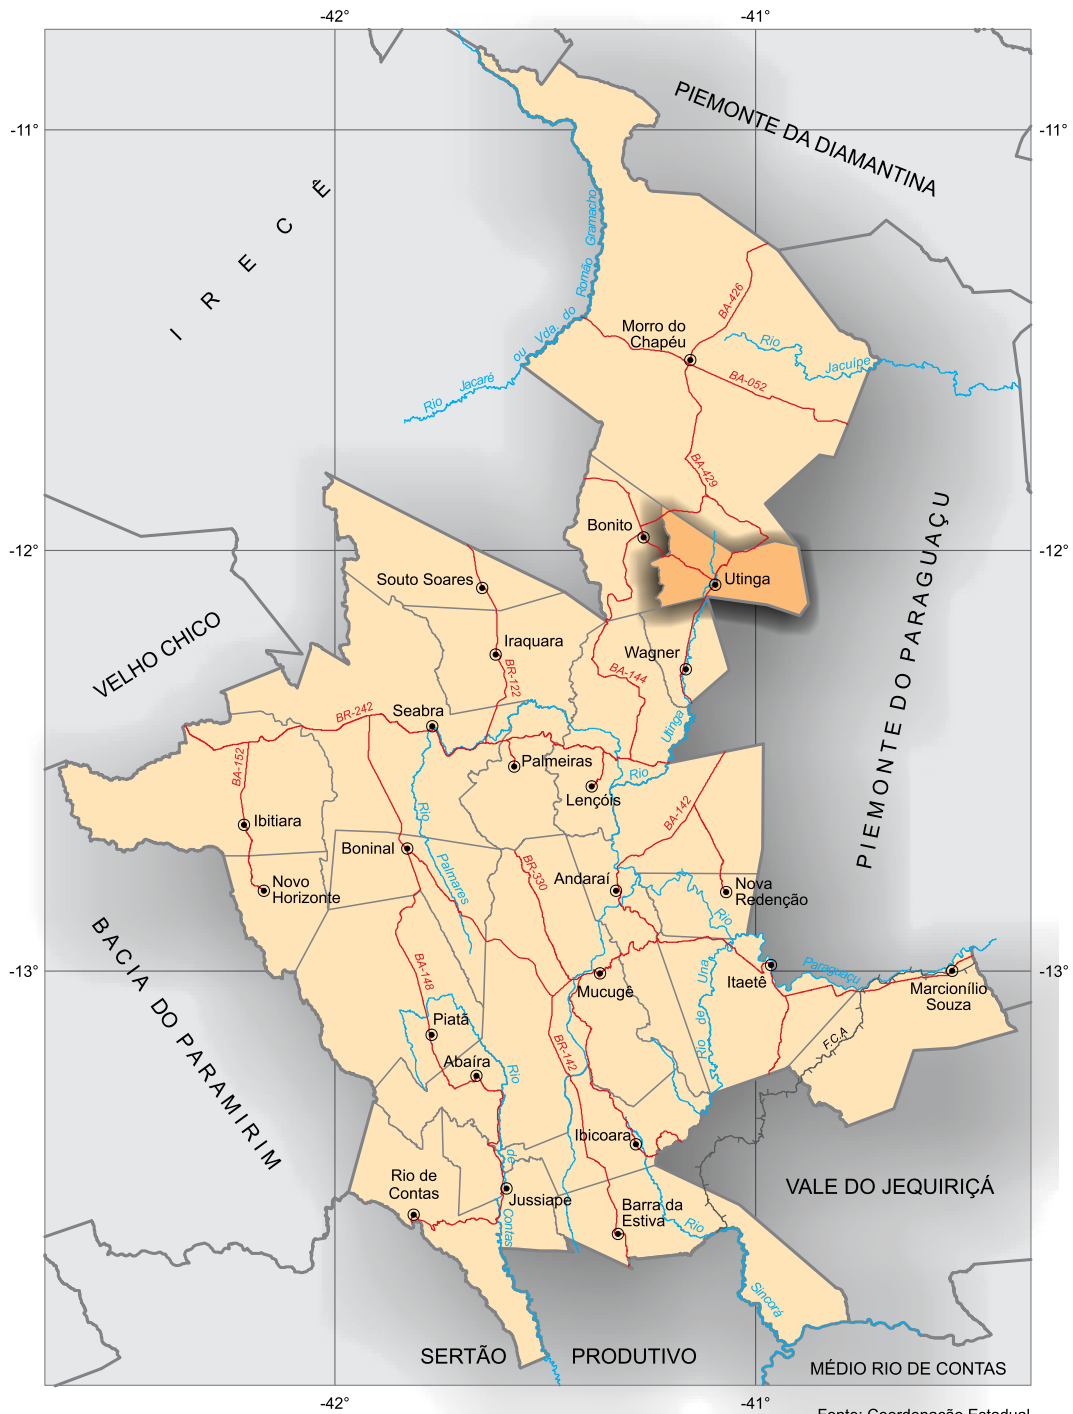 -42°
-41°
-11°
-11°
PIEMONTE DA DIAMANTINA
I R E C Ê
Rio Jacaré ou Vda. do Romão Gramacho
BA-426
Morro do
Chapéu
Rio Jacuípe
BA-052
BA-429
Bonito
-12°
-12°
Utinga
Souto Soares
PIEMONTE DO PARAGUAÇU
VELHO CHICO
Iraquara
Wagner
BR-122
BA-144
BR-242
Seabra
Utinga
Rio
BA-152
Palmeiras
Lençóis
BA-142
Ibitiara
Rio
Palmares
Boninal
BR-330
Andaraí
Novo
Horizonte
Nova
Redenção
Rio
Paraguaçu
BACIA DO PARAMIRIM
BA-148
-13°
-13°
Mucugê
Itaetê
Marcionílio
Souza
Rio de Una
Piatã
F.C.A
BR-142
Abaíra
Rio
de
Contas
Ibicoara
Rio de
Contas
Jussiape
Barra da
Estiva
Rio
Sincorá
VALE DO JEQUIRIÇÁ
SERTÃO PRODUTIVO
MÉDIO RIO DE CONTAS
-42°
-41°
Fonte: Coordenação Estadual